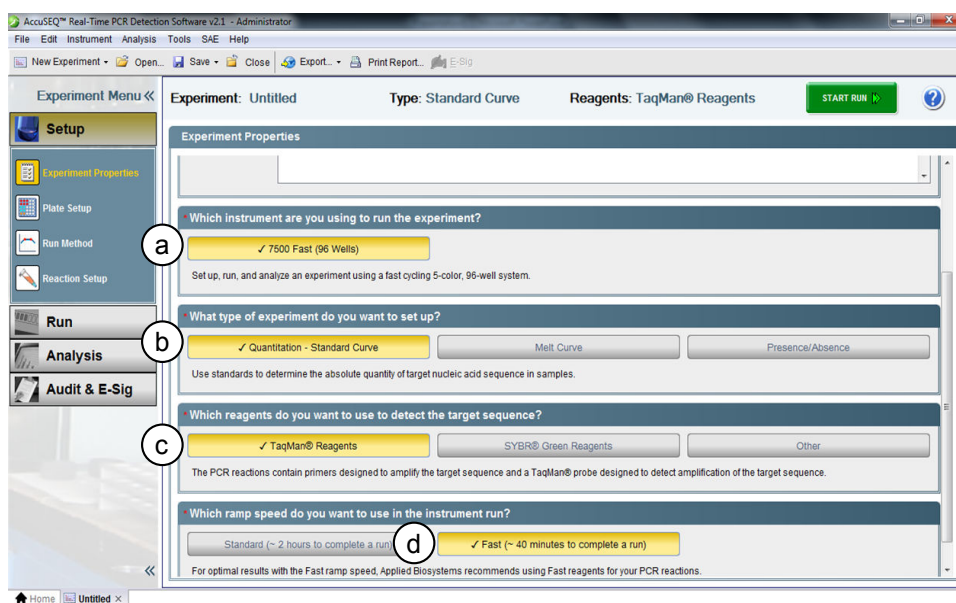 AccuSEQ™ Real-Time PCR Detection Software v2.1 - Administrator
File Edit Instrument Analysis Tools SAE Help
New Experiment Open... Save Close Export... Print Report... E-Sig
Experiment Menu «
Experiment: Untitled Type: Standard Curve Reagents: TaqMan® Reagents START RUN ?
Setup
Experiment Properties
Plate Setup
Run Method
Reaction Setup
Run
Analysis
Audit & E-Sig
«
Experiment Properties
* Which instrument are you using to run the experiment?
a
✓ 7500 Fast (96 Wells)
Set up, run, and analyze an experiment using a fast cycling 5-color, 96-well system.
* What type of experiment do you want to set up?
b
✓ Quantitation - Standard Curve Melt Curve Presence/Absence
Use standards to determine the absolute quantity of target nucleic acid sequence in samples.
* Which reagents do you want to use to detect the target sequence?
c
✓ TaqMan® Reagents SYBR® Green Reagents Other
The PCR reactions contain primers designed to amplify the target sequence and a TaqMan® probe designed to detect amplification of the target sequence.
* Which ramp speed do you want to use in the instrument run?
Standard (~ 2 hours to complete a run) d ✓ Fast (~ 40 minutes to complete a run)
For optimal results with the Fast ramp speed, Applied Biosystems recommends using Fast reagents for your PCR reactions.
Home Untitled ×